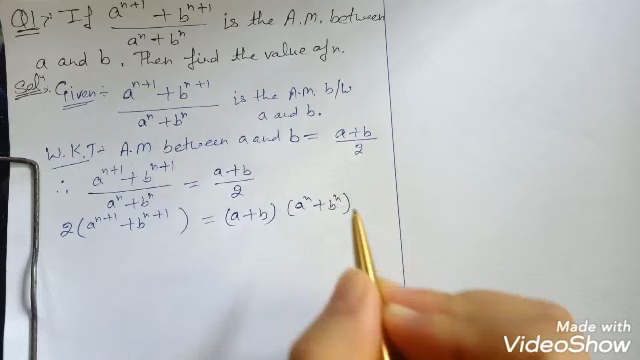 Q1:- If (a^{n+1} + b^{n+1})/(a^n + b^n) is the A.M. between
a and b. Then find the value of n.
Sol^n:- Given:- (a^{n+1} + b^{n+1})/(a^n + b^n) is the A.M b/w a and b.
W.K.T:- A.M between a and b = (a+b)/2
∴ (a^{n+1} + b^{n+1})/(a^n + b^n) = (a+b)/2
2(a^{n+1} + b^{n+1}) = (a+b) (a^n + b^n)
Made with
VideoShow